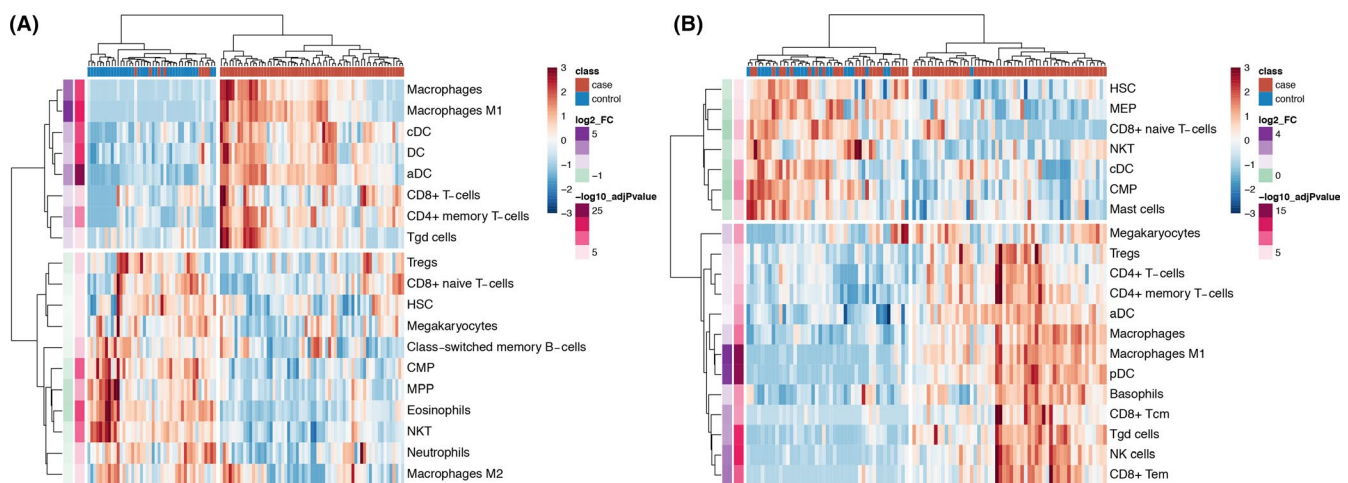 (A)
class
case
control
log2_FC
5
−1
−log10_adjPvalue
25
5
3
2
1
0
−1
−2
−3
Macrophages
Macrophages M1
cDC
DC
aDC
CD8+ T−cells
CD4+ memory T−cells
Tgd cells
Tregs
CD8+ naive T−cells
HSC
Megakaryocytes
Class−switched memory B−cells
CMP
MPP
Eosinophils
NKT
Neutrophils
Macrophages M2
(B)
class
case
control
log2_FC
4
0
−log10_adjPvalue
15
5
3
2
1
0
−1
−2
−3
HSC
MEP
CD8+ naive T−cells
NKT
cDC
CMP
Mast cells
Megakaryocytes
Tregs
CD4+ T−cells
CD4+ memory T−cells
aDC
Macrophages
Macrophages M1
pDC
Basophils
CD8+ Tcm
Tgd cells
NK cells
CD8+ Tem